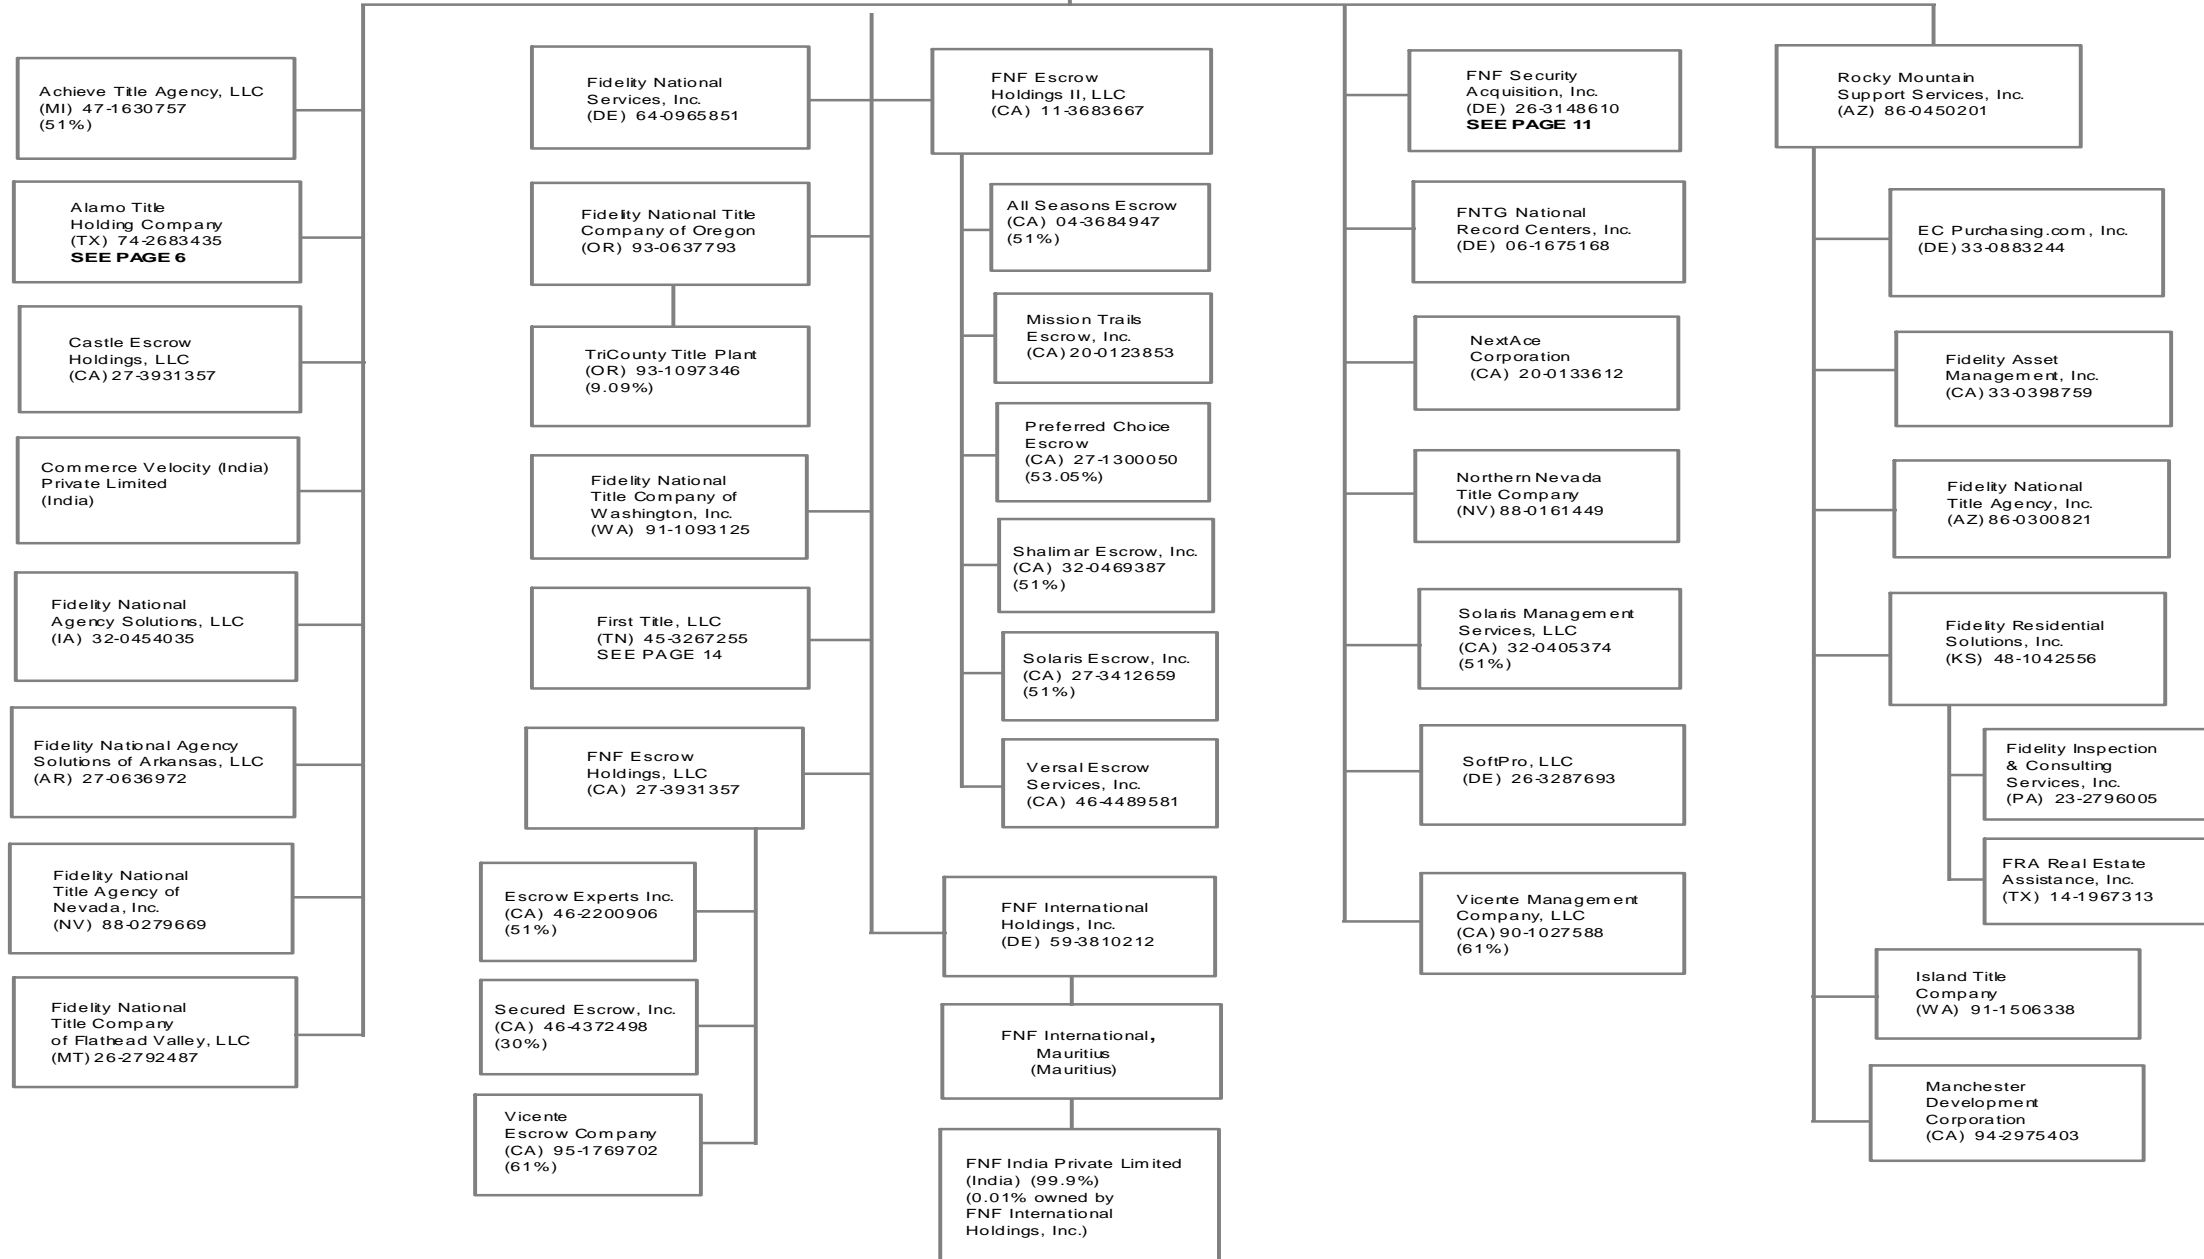 Achieve Title Agency, LLC
(MI) 47-1630757
(51%)
Alamo Title
Holding Company
(TX) 74-2683435
SEE PAGE 6
Castle Escrow
Holdings, LLC
(CA) 27-3931357
Commerce Velocity (India)
Private Limited
(India)
Fidelity National
Agency Solutions, LLC
(IA) 32-0454035
Fidelity National Agency
Solutions of Arkansas, LLC
(AR) 27-0636972
Fidelity National
Title Agency of
Nevada, Inc.
(NV) 88-0279669
Fidelity National
Title Company
of Flathead Valley, LLC
(MT) 26-2792487
Fidelity National
Services, Inc.
(DE) 64-0965851
Fidelity National Title
Company of Oregon
(OR) 93-0637793
TriCounty Title Plant
(OR) 93-1097346
(9.09%)
Fidelity National
Title Company of
Washington, Inc.
(WA) 91-1093125
First Title, LLC
(TN) 45-3267255
SEE PAGE 14
FNF Escrow
Holdings, LLC
(CA) 27-3931357
Escrow Experts Inc.
(CA) 46-2200906
(51%)
Secured Escrow, Inc.
(CA) 46-4372498
(30%)
Vicente
Escrow Company
(CA) 95-1769702
(61%)
FNF Escrow
Holdings II, LLC
(CA) 11-3683667
All Seasons Escrow
(CA) 04-3684947
(51%)
Mission Trails
Escrow, Inc.
(CA) 20-0123853
Preferred Choice
Escrow
(CA) 27-1300050
(53.05%)
Shalimar Escrow, Inc.
(CA) 32-0469387
(51%)
Solaris Escrow, Inc.
(CA) 27-3412659
(51%)
Versal Escrow
Services, Inc.
(CA) 46-4489581
FNF International
Holdings, Inc.
(DE) 59-3810212
FNF International,
Mauritius
(Mauritius)
FNF India Private Limited
(India) (99.9%)
(0.01% owned by
FNF International
Holdings, Inc.)
FNF Security
Acquisition, Inc.
(DE) 26-3148610
SEE PAGE 11
FNTG National
Record Centers, Inc.
(DE) 06-1675168
NextAce
Corporation
(CA) 20-0133612
Northern Nevada
Title Company
(NV) 88-0161449
Solaris Management
Services, LLC
(CA) 32-0405374
(51%)
SoftPro, LLC
(DE) 26-3287693
Vicente Management
Company, LLC
(CA) 90-1027588
(61%)
Rocky Mountain
Support Services, Inc.
(AZ) 86-0450201
EC Purchasing.com, Inc.
(DE) 33-0883244
Fidelity Asset
Management, Inc.
(CA) 33-0398759
Fidelity National
Title Agency, Inc.
(AZ) 86-0300821
Fidelity Residential
Solutions, Inc.
(KS) 48-1042556
Fidelity Inspection
& Consulting
Services, Inc.
(PA) 23-2796005
FRA Real Estate
Assistance, Inc.
(TX) 14-1967313
Island Title
Company
(WA) 91-1506338
Manchester
Development
Corporation
(CA) 94-2975403